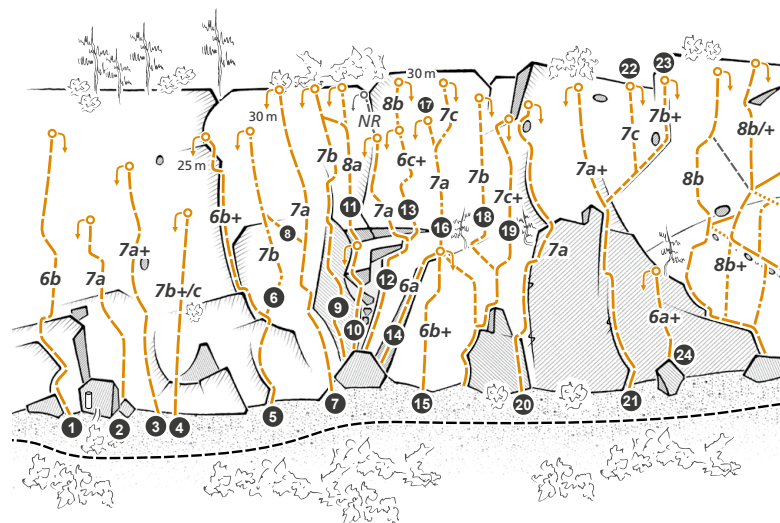 30 m
22
23
30 m
8b
17
7c
NR
7b+
8b/+
7c
25 m
7b
8a
6c+
7a+
7b
7a
8b
7a
7c+
6b+
7a
11
7a
13
7a+
16
18
19
7a
8
6b
7a
7b
8b+
12
7b+/c
6
9
6a
6a+
10
14
6b+
24
1
2
3
4
5
7
15
20
21